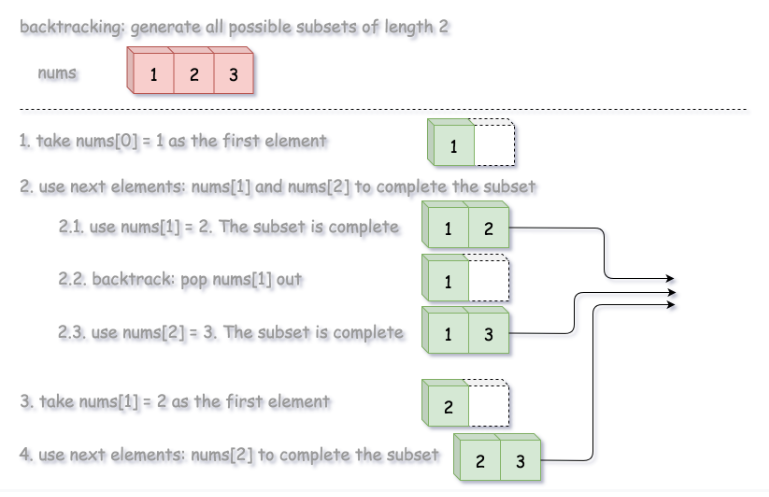 backtracking: generate all possible subsets of length 2
nums 1 2 3
1. take nums[0] = 1 as the first element 1
2. use next elements: nums[1] and nums[2] to complete the subset
2.1. use nums[1] = 2. The subset is complete 1 2
2.2. backtrack: pop nums[1] out 1
2.3. use nums[2] = 3. The subset is complete 1 3
3. take nums[1] = 2 as the first element 2
4. use next elements: nums[2] to complete the subset 2 3